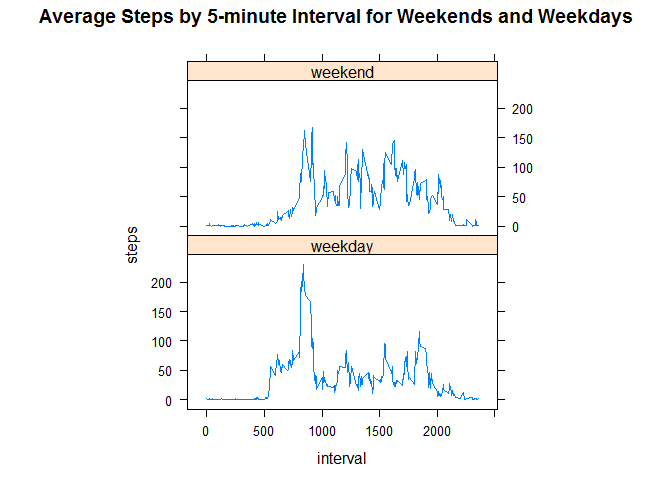 Average Steps by 5-minute Interval for Weekends and Weekdays
weekend
200
150
100
50
0
steps
weekday
200
150
100
50
0
0 500 1000 1500 2000
interval